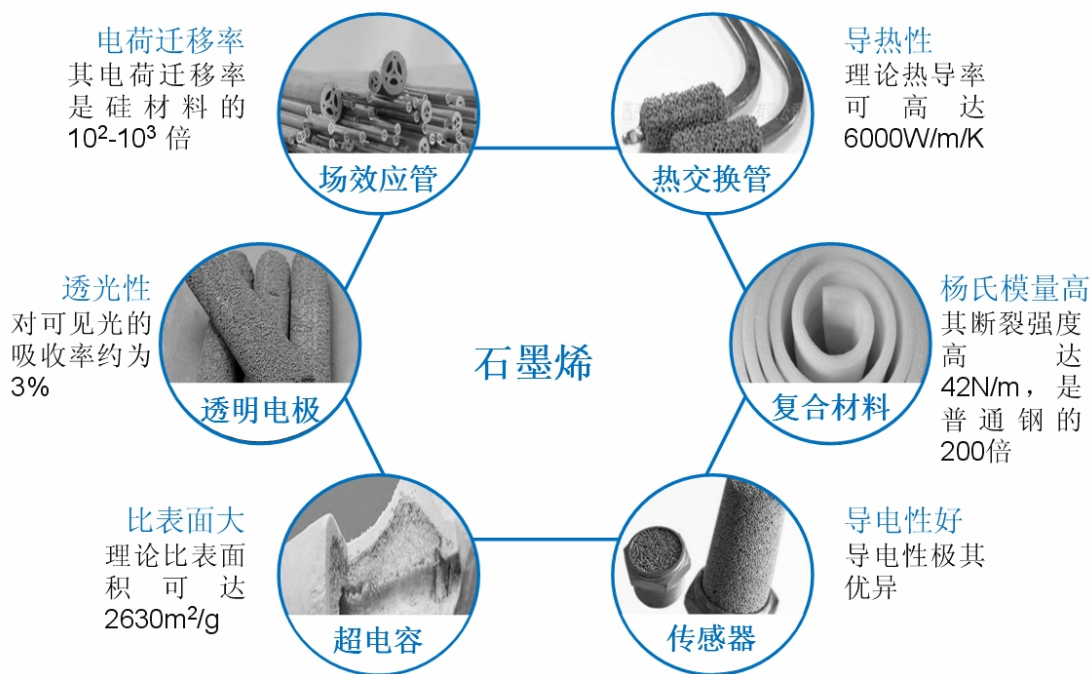 电荷迁移率
其电荷迁移率
是硅材料的
10²-10³ 倍
场效应管
导热性
理论热导率
可高达
6000W/m/K
热交换管
透光性
对可见光的
吸收率约为
3%
透明电极
石墨烯
杨氏模量高
其断裂强度
高达
42N/m，是
普通钢的
200倍
复合材料
比表面大
理论比表面
积可达
2630m²/g
超电容
导电性好
导电性极其
优异
传感器